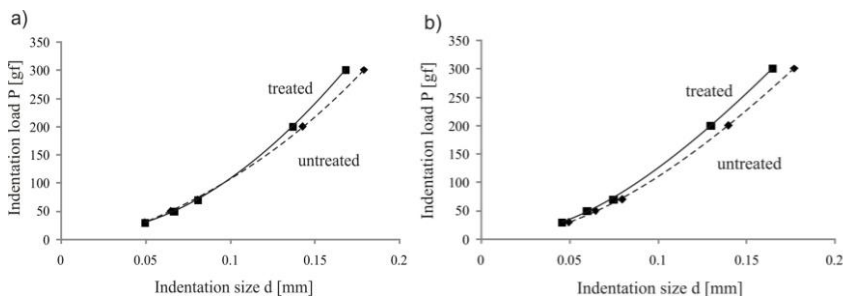 a)
Indentation load P [gf]
350
300
250
200
150
100
50
0
treated
untreated
0
0.05
0.1
0.15
0.2
Indentation size d [mm]
b)
Indentation load P [gf]
350
300
250
200
150
100
50
0
treated
untreated
0
0.05
0.1
0.15
0.2
Indentation size d [mm]